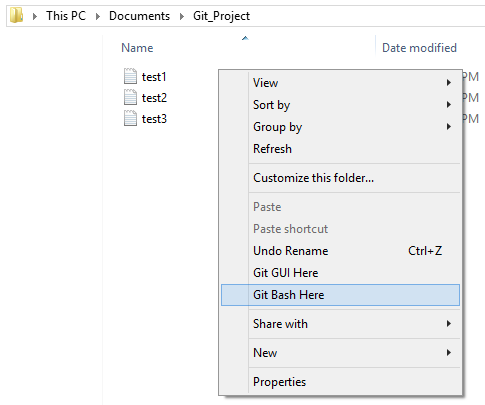 This PC Documents Git_Project
Name Date modified
test1 PM
test2 PM
test3 PM
View
Sort by
Group by
Refresh
Customize this folder...
Paste
Paste shortcut
Undo Rename Ctrl+Z
Git GUI Here
Git Bash Here
Share with
New
Properties